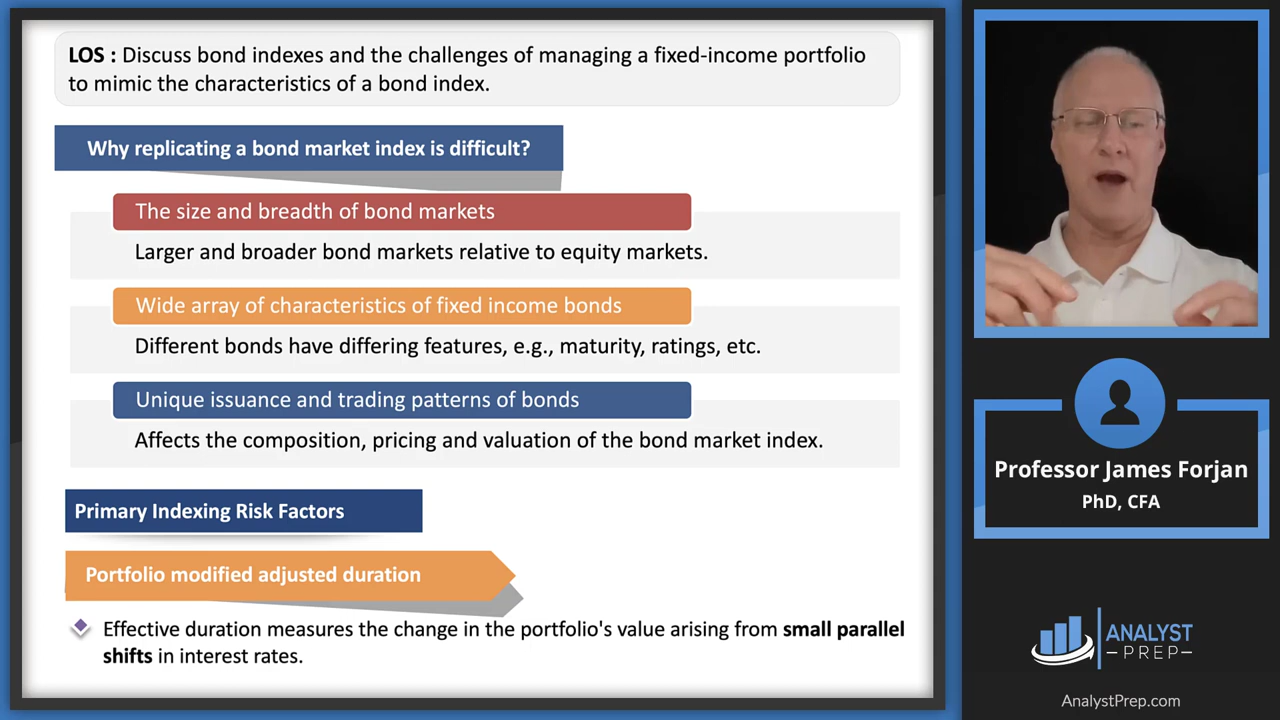 LOS : Discuss bond indexes and the challenges of managing a fixed-income portfolio
to mimic the characteristics of a bond index.
Why replicating a bond market index is difficult?
The size and breadth of bond markets
Larger and broader bond markets relative to equity markets.
Wide array of characteristics of fixed income bonds
Different bonds have differing features, e.g., maturity, ratings, etc.
Unique issuance and trading patterns of bonds
Affects the composition, pricing and valuation of the bond market index.
Primary Indexing Risk Factors
Portfolio modified adjusted duration
Effective duration measures the change in the portfolio's value arising from small parallel
shifts in interest rates.
Professor James Forjan
PhD, CFA
ANALYST
PREP
AnalystPrep.com